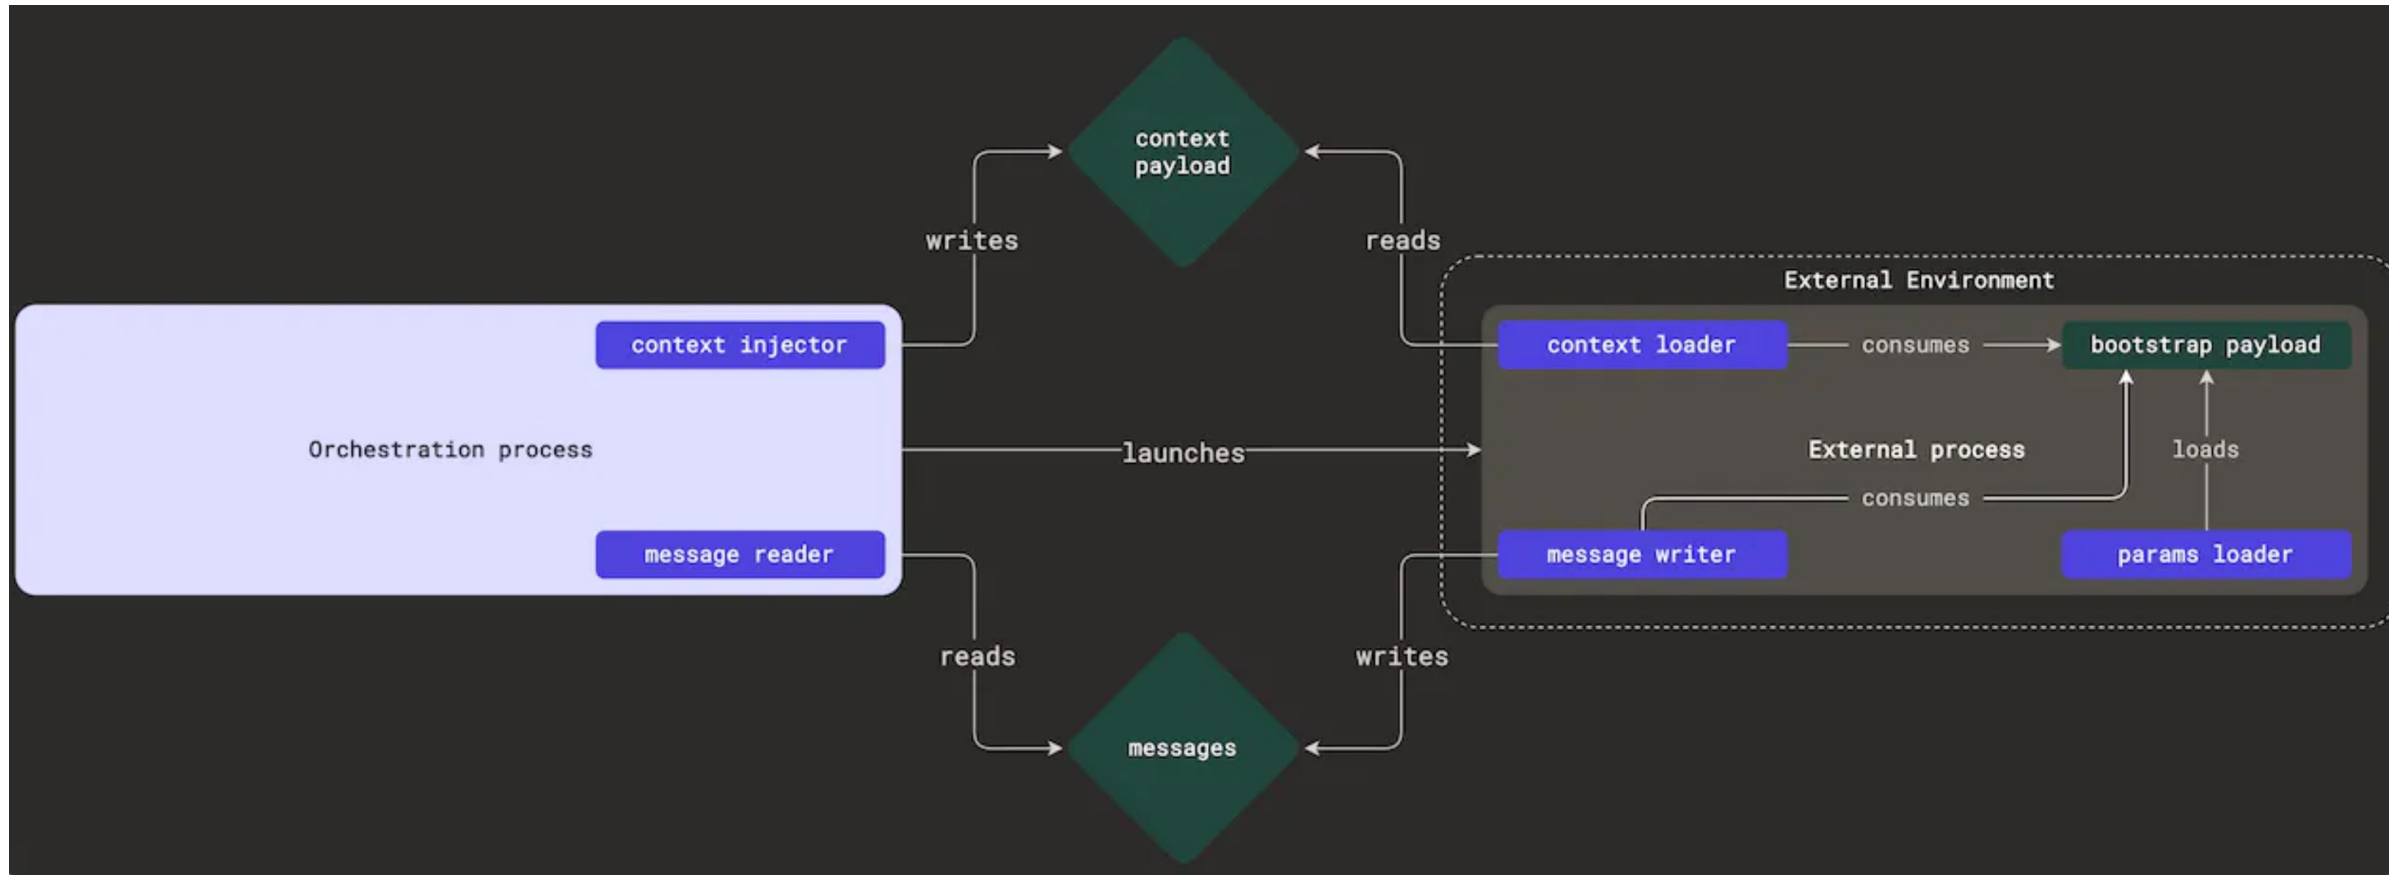 context
payload
writes
reads
External Environment
context injector
context loader
consumes
bootstrap payload
Orchestration process
launches
External process
loads
consumes
message reader
message writer
params loader
reads
writes
messages